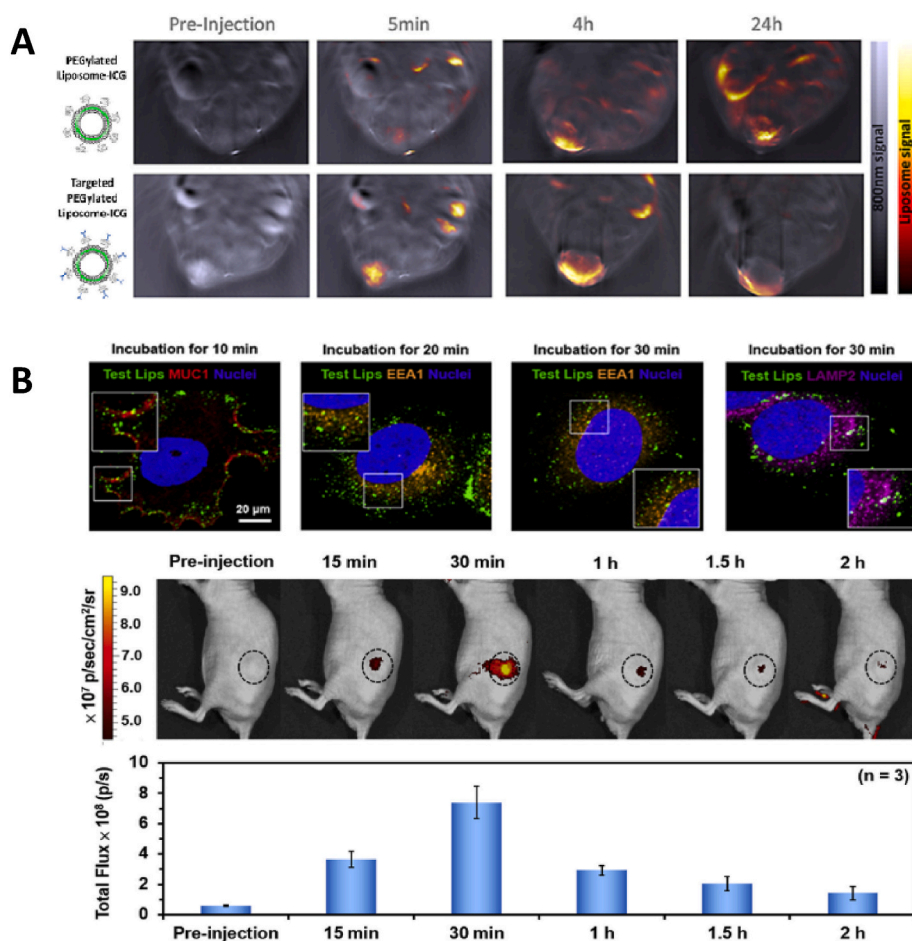 A
Pre-Injection 5min 4h 24h
PEGylated
Liposome-ICG
Targeted
PEGylated
Liposome-ICG
800nm signal
Liposome signal
B
Incubation for 10 min Incubation for 20 min Incubation for 30 min Incubation for 30 min
Test Lips MUC1 Nuclei Test Lips EEA1 Nuclei Test Lips EEA1 Nuclei Test Lips LAMP2 Nuclei
20 μm
Pre-injection 15 min 30 min 1 h 1.5 h 2 h
× 10⁷ p/sec/cm²/sr
9.0
8.0
7.0
6.0
5.0
(n = 3)
Total Flux × 10⁸ (p/s)
10
8
6
4
2
0
Pre-injection 15 min 30 min 1 h 1.5 h 2 h